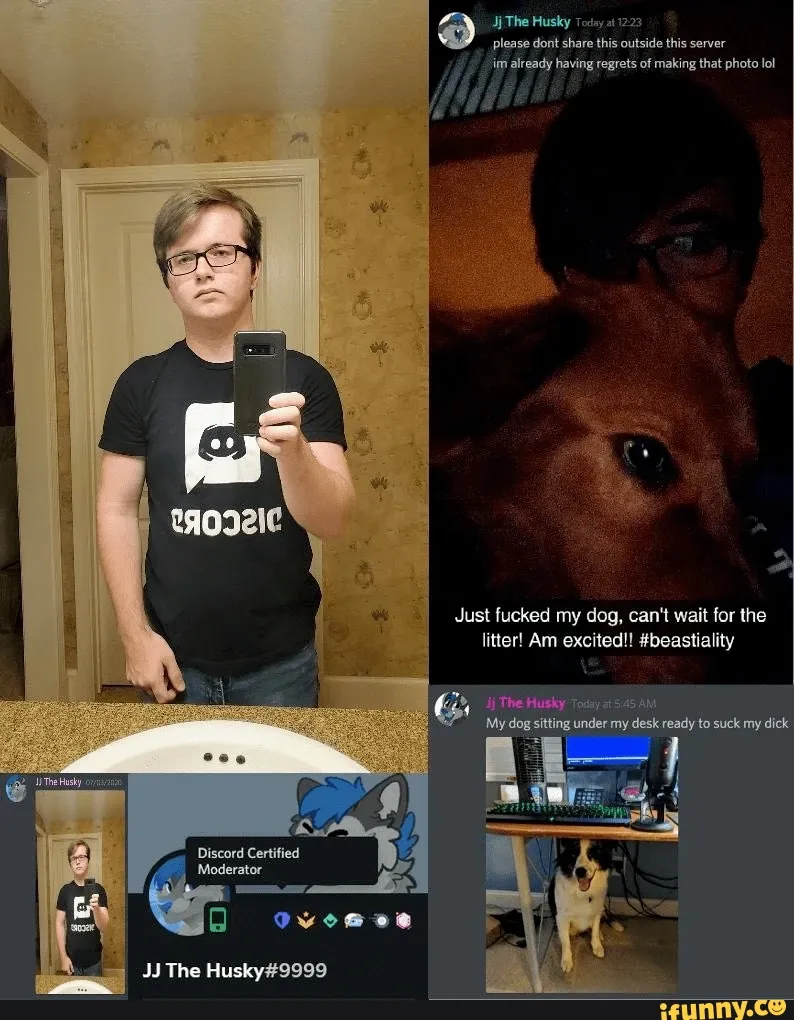 Jj The Husky Today at 12:23
please dont share this outside this server
im already having regrets of making that photo lol
DISCORD
Just fucked my dog, can't wait for the
litter! Am excited!! #beastiality
Jj The Husky Today at 5:45 AM
My dog sitting under my desk ready to suck my dick
JJ The Husky 07/03/2020
DISCORD
Discord Certified
Moderator
JJ The Husky#9999
ifunny.co